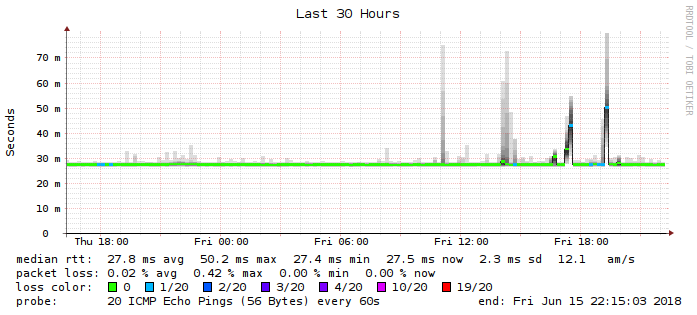 Last 30 Hours
RRDTOOL / TOBI OETIKER
Seconds
70 m
60 m
50 m
40 m
30 m
20 m
10 m
0
Thu 18:00 Fri 00:00 Fri 06:00 Fri 12:00 Fri 18:00
median rtt: 27.8 ms avg 50.2 ms max 27.4 ms min 27.5 ms now 2.3 ms sd 12.1 am/s
packet loss: 0.02 % avg 0.42 % max 0.00 % min 0.00 % now
loss color: 0 1/20 2/20 3/20 4/20 10/20 19/20
probe: 20 ICMP Echo Pings (56 Bytes) every 60s end: Fri Jun 15 22:15:03 2018